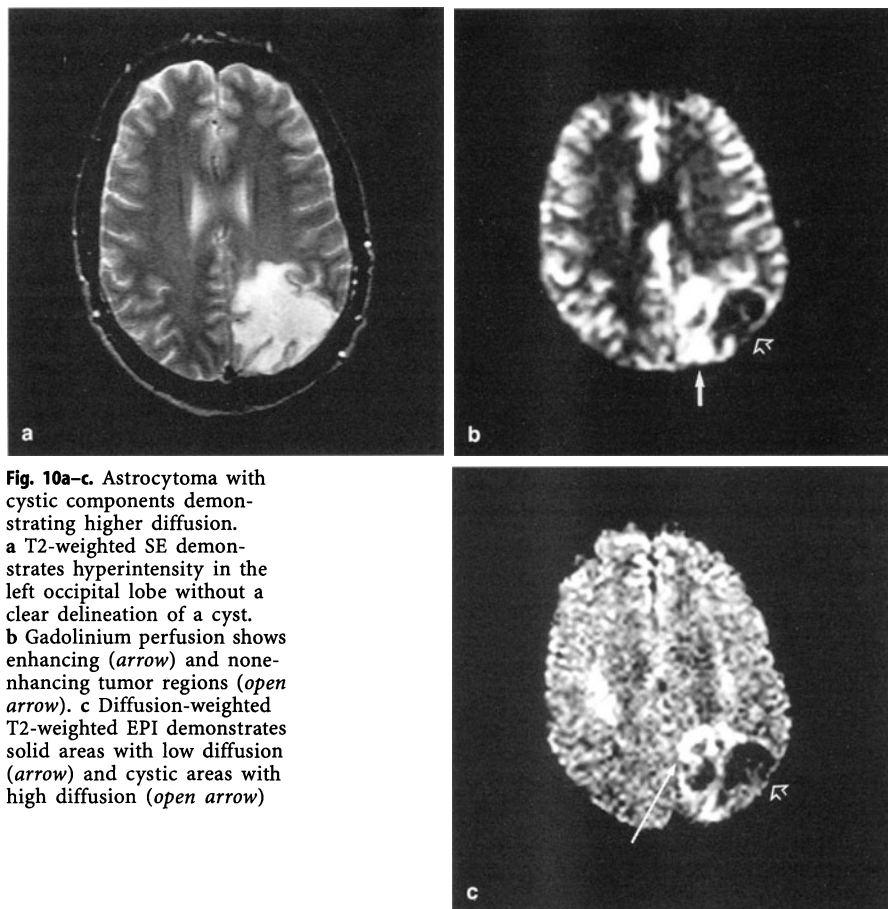 a
b
Fig. 10a–c. Astrocytoma with
cystic components demon-
strating higher diffusion.
a T2-weighted SE demon-
strates hyperintensity in the
left occipital lobe without a
clear delineation of a cyst.
b Gadolinium perfusion shows
enhancing (arrow) and none-
nhancing tumor regions (open
arrow). c Diffusion-weighted
T2-weighted EPI demonstrates
solid areas with low diffusion
(arrow) and cystic areas with
high diffusion (open arrow)
c